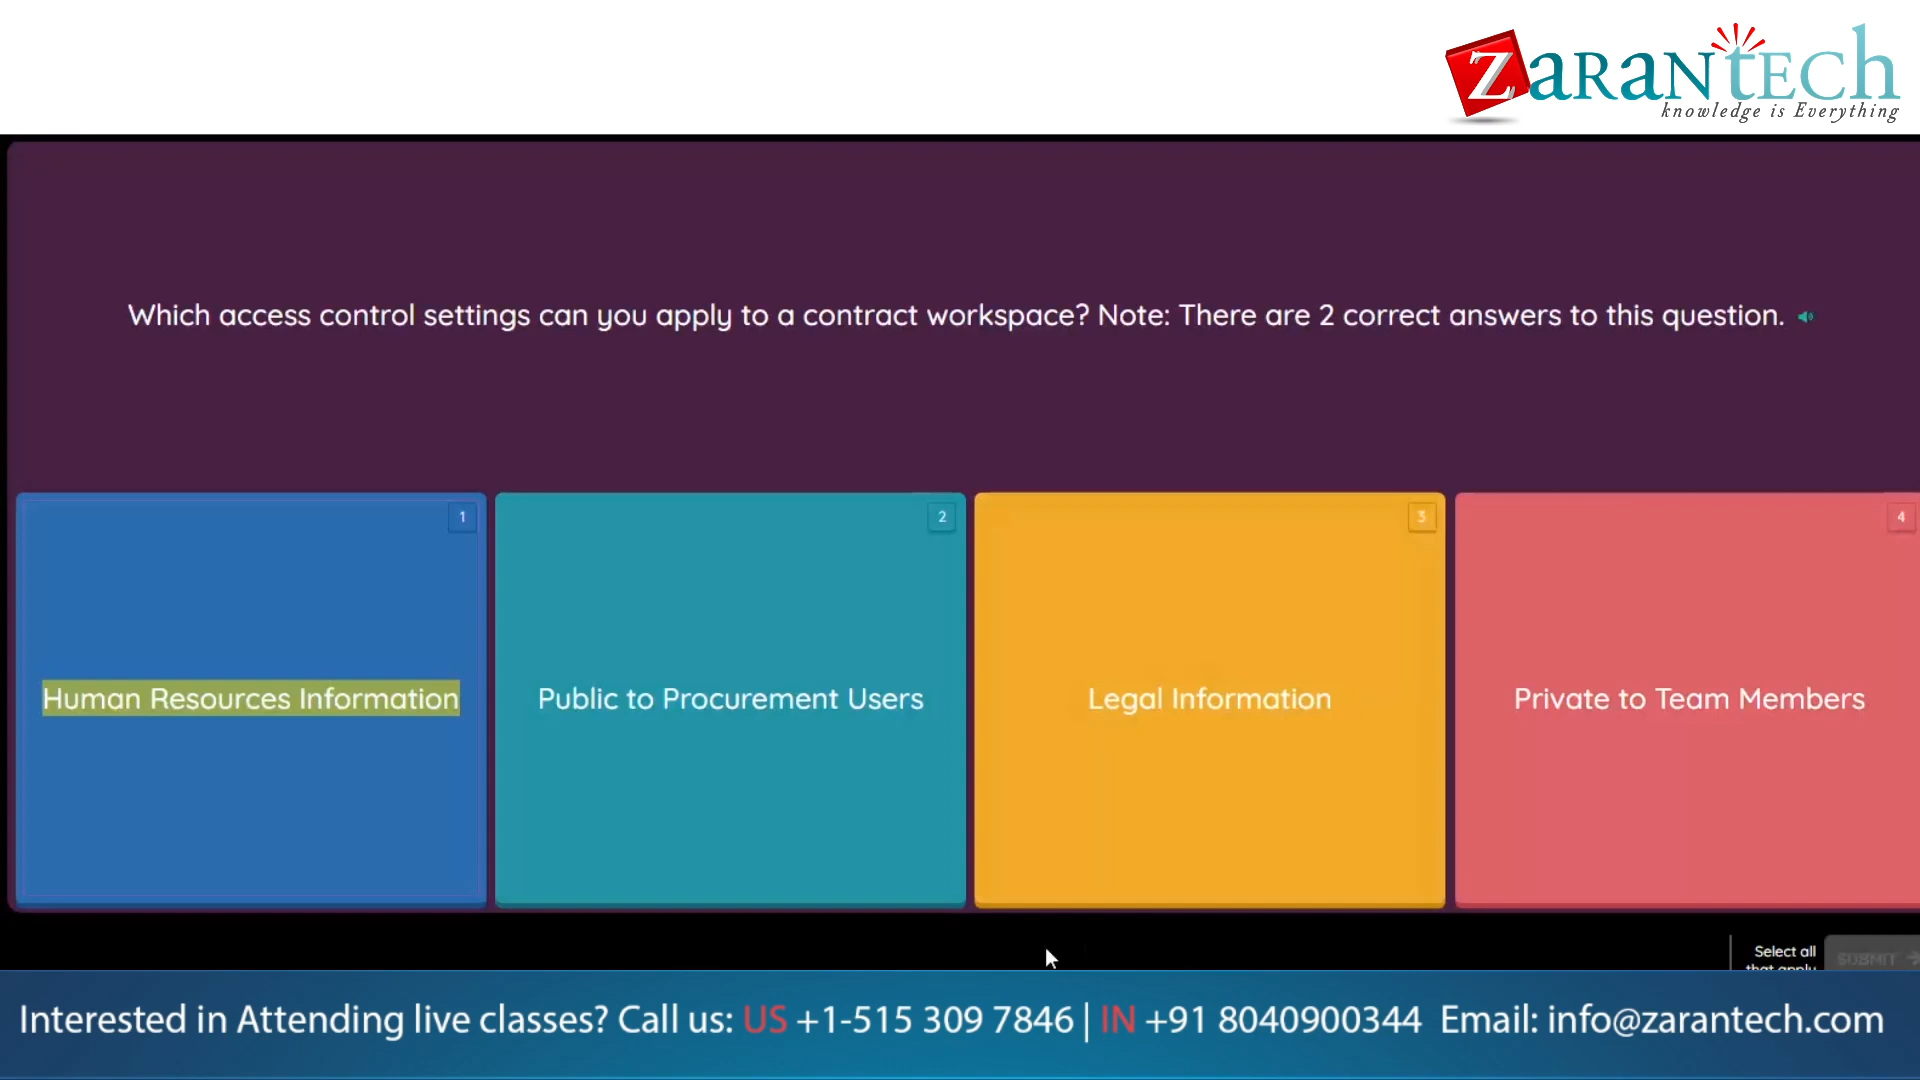 ZaranTech
knowledge is Everything
Which access control settings can you apply to a contract workspace? Note: There are 2 correct answers to this question.
1
2
3
4
Human Resources Information
Public to Procurement Users
Legal Information
Private to Team Members
Select all
that apply
SUBMIT
Interested in Attending live classes? Call us: US +1-515 309 7846 | IN +91 8040900344 Email: info@zarantech.com